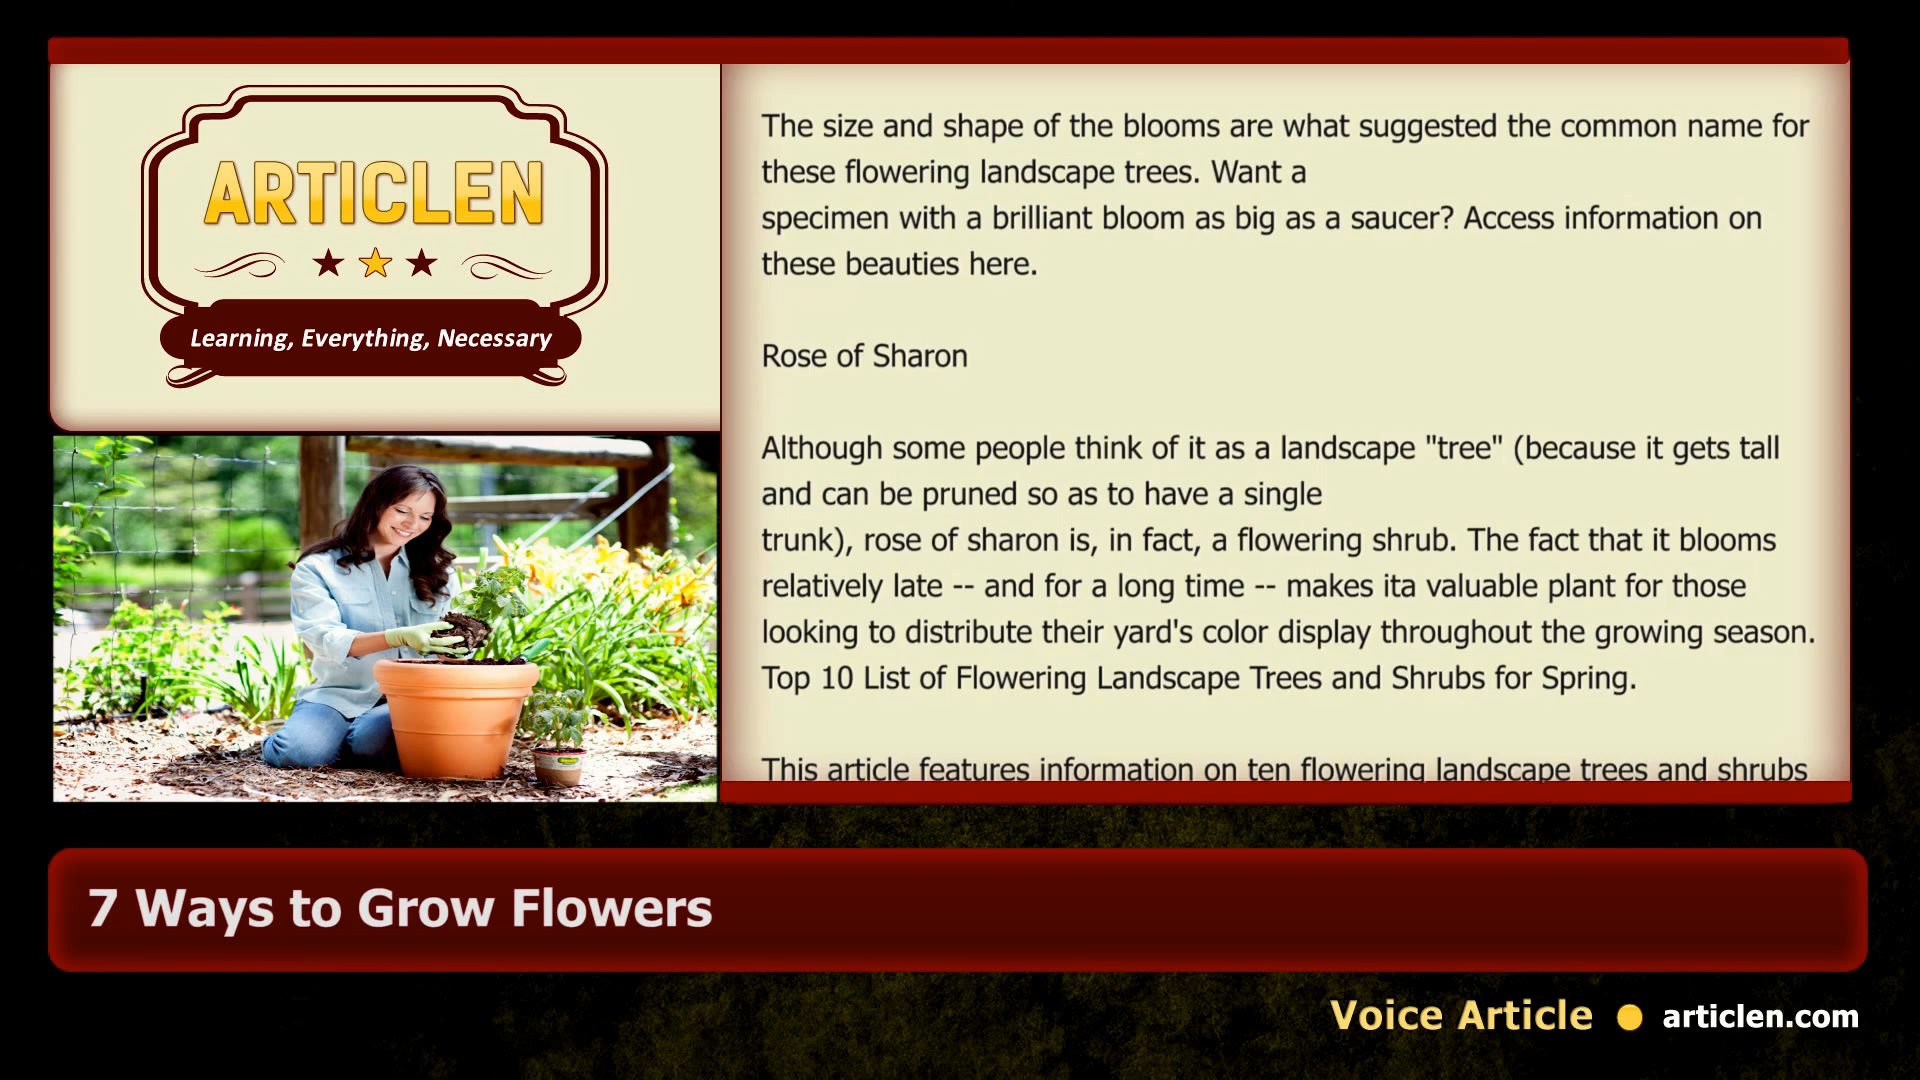 ARTICLEN
Learning, Everything, Necessary
The size and shape of the blooms are what suggested the common name for
these flowering landscape trees. Want a
specimen with a brilliant bloom as big as a saucer? Access information on
these beauties here.
Rose of Sharon
Although some people think of it as a landscape "tree" (because it gets tall
and can be pruned so as to have a single
trunk), rose of sharon is, in fact, a flowering shrub. The fact that it blooms
relatively late -- and for a long time -- makes ita valuable plant for those
looking to distribute their yard's color display throughout the growing season.
Top 10 List of Flowering Landscape Trees and Shrubs for Spring.
This article features information on ten flowering landscape trees and shrubs
7 Ways to Grow Flowers
Voice Article articlen.com